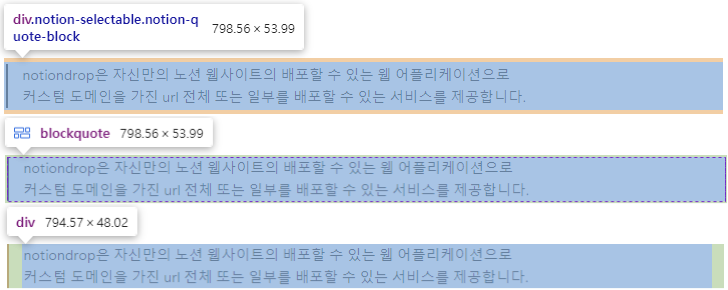 div.notion-selectable.notion-q
uote-block
798.56 × 53.99
notiondrop은 자신만의 노션 웹사이트의 배포할 수 있는 웹 어플리케이션으로
커스텀 도메인을 가진 url 전체 또는 일부를 배포할 수 있는 서비스를 제공합니다.
blockquote 798.56 × 53.99
notiondrop은 자신만의 노션 웹사이트의 배포할 수 있는 웹 어플리케이션으로
커스텀 도메인을 가진 url 전체 또는 일부를 배포할 수 있는 서비스를 제공합니다.
div 794.57 × 48.02
notiondrop은 자신만의 노션 웹사이트의 배포할 수 있는 웹 어플리케이션으로
커스텀 도메인을 가진 url 전체 또는 일부를 배포할 수 있는 서비스를 제공합니다.